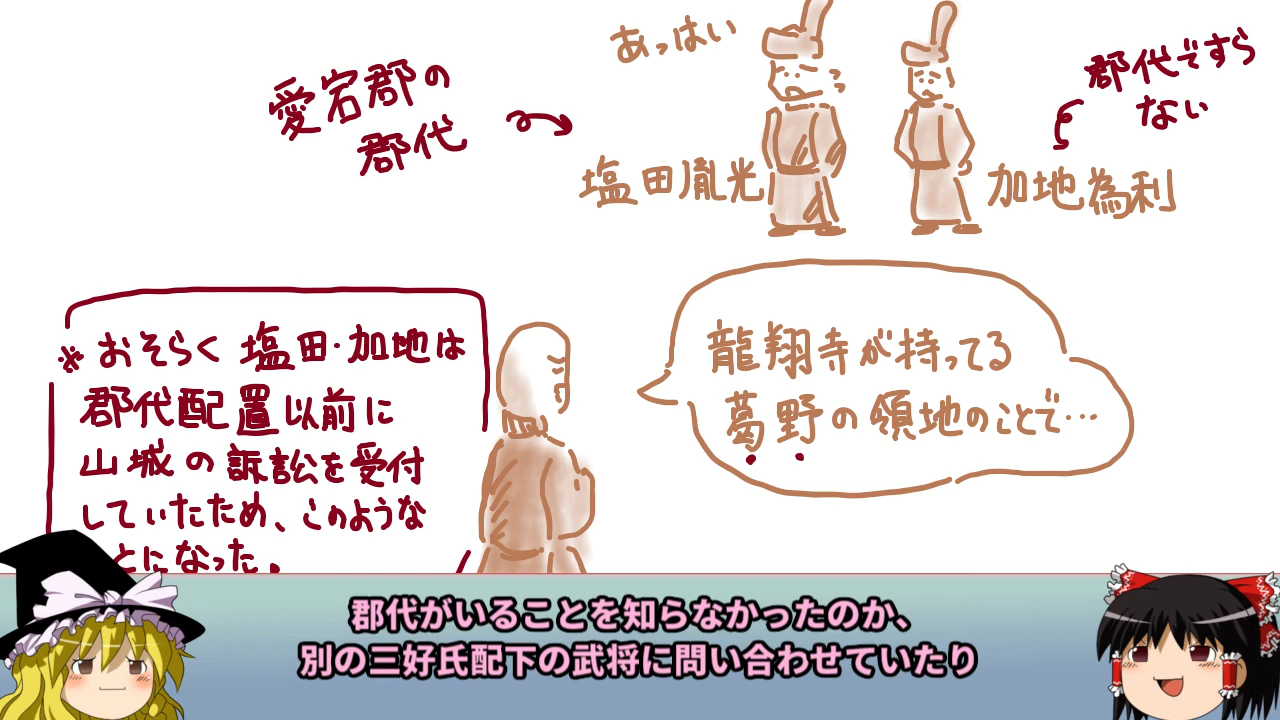 愛宕郡の
郡代
あっはい
塩田胤光
郡代ですら
ない
加地為利
龍翔寺が持ってる
葛野の領地のことで…
※おそらく塩田・加地は
郡代配置以前に
山城の訴訟を受付
していたため、このような
とになった。
郡代がいることを知らなかったのか、
別の三好氏配下の武将に問い合わせていたり